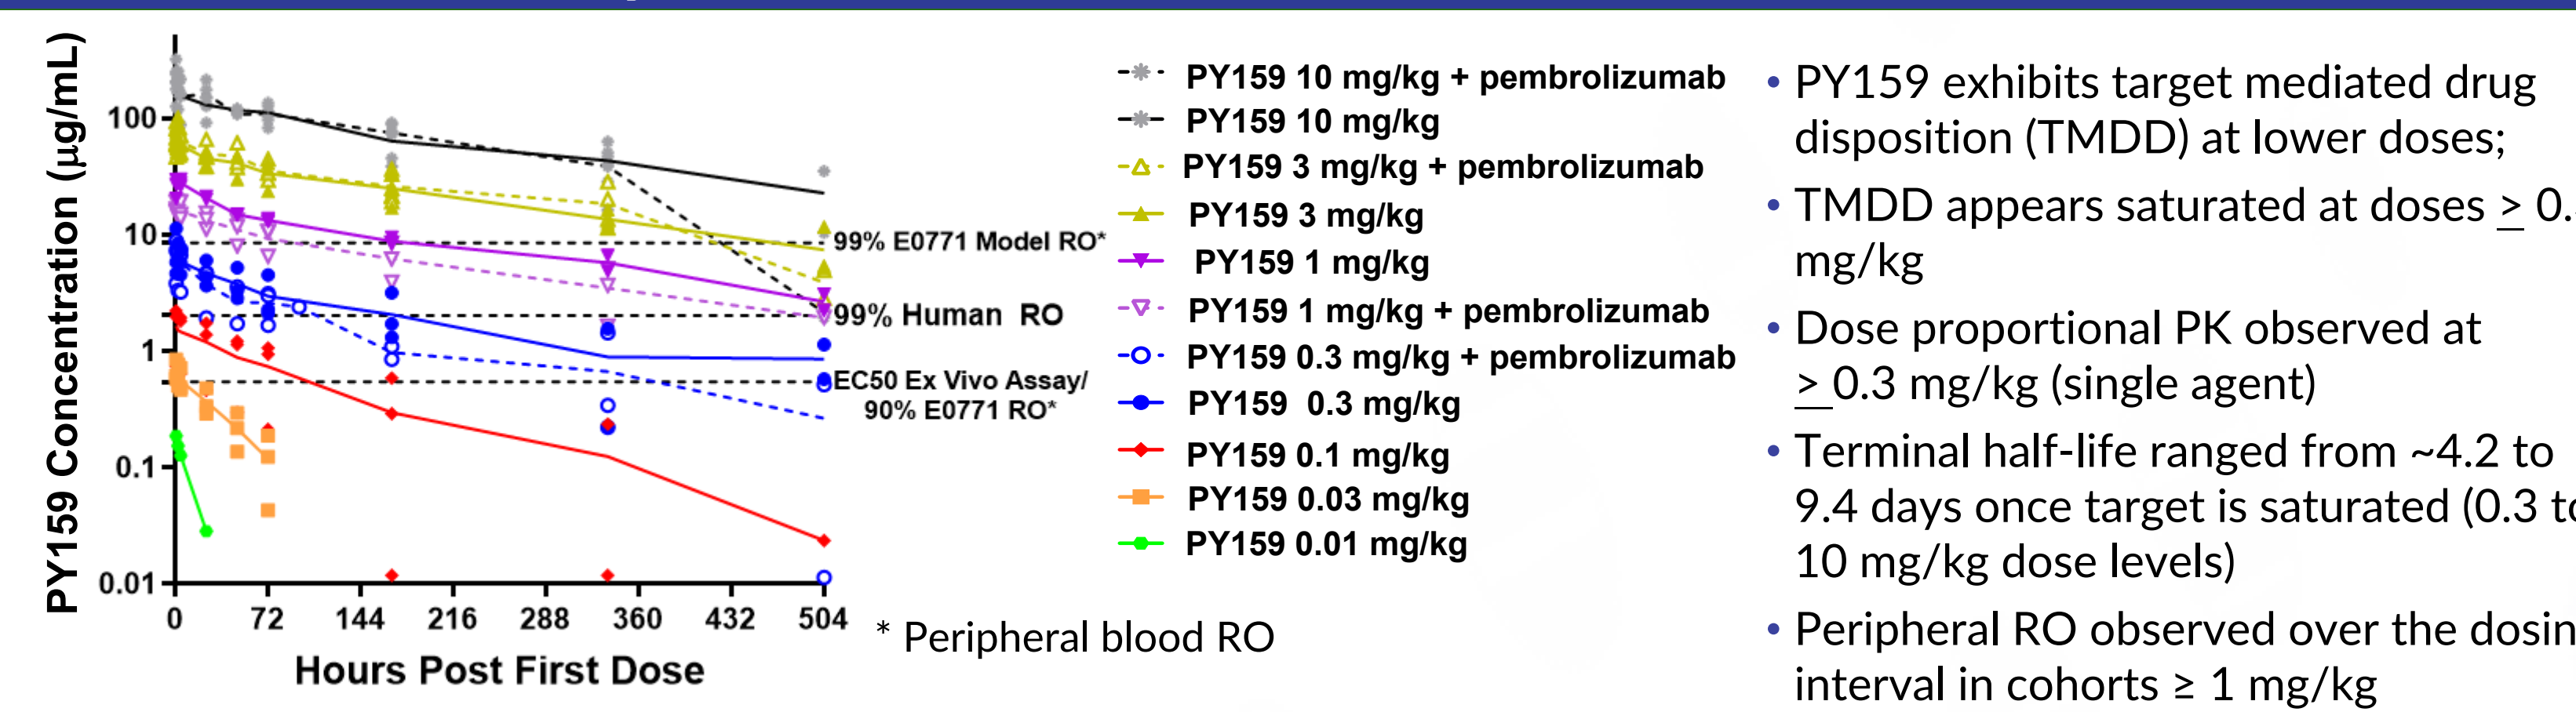 PY159 Concentration (µg/mL)
100
10
1
0.1
0.01
0 72 144 216 288 360 432 504
Hours Post First Dose
99% E0771 Model RO*
99% Human RO
EC50 Ex Vivo Assay/
90% E0771 RO*
* Peripheral blood RO
PY159 10 mg/kg + pembrolizumab
PY159 10 mg/kg
PY159 3 mg/kg + pembrolizumab
PY159 3 mg/kg
PY159 1 mg/kg
PY159 1 mg/kg + pembrolizumab
PY159 0.3 mg/kg + pembrolizumab
PY159 0.3 mg/kg
PY159 0.1 mg/kg
PY159 0.03 mg/kg
PY159 0.01 mg/kg
• PY159 exhibits target mediated drug
disposition (TMDD) at lower doses;
• TMDD appears saturated at doses >
mg/kg
• Dose proportional PK observed at
> 0.3 mg/kg (single agent)
• Terminal half-life ranged from ~4.2 to
9.4 days once target is saturated (0.3
10 mg/kg dose levels)
• Peripheral RO observed over the
interval in cohorts ≥ 1 mg/kg